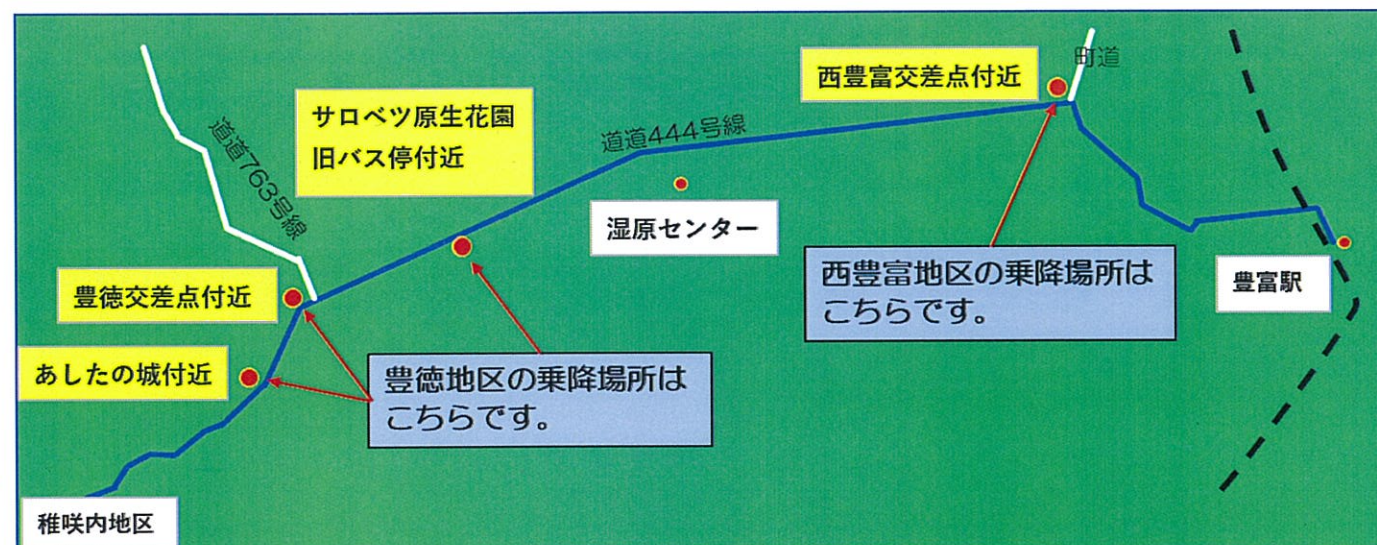 西豊富交差点付近
町道
サロベツ原生花園
旧バス停付近
道道444号線
道道763号線
湿原センター
西豊富地区の乗降場所は
こちらです。
豊富駅
豊徳交差点付近
あしたの城付近
豊徳地区の乗降場所は
こちらです。
稚咲内地区